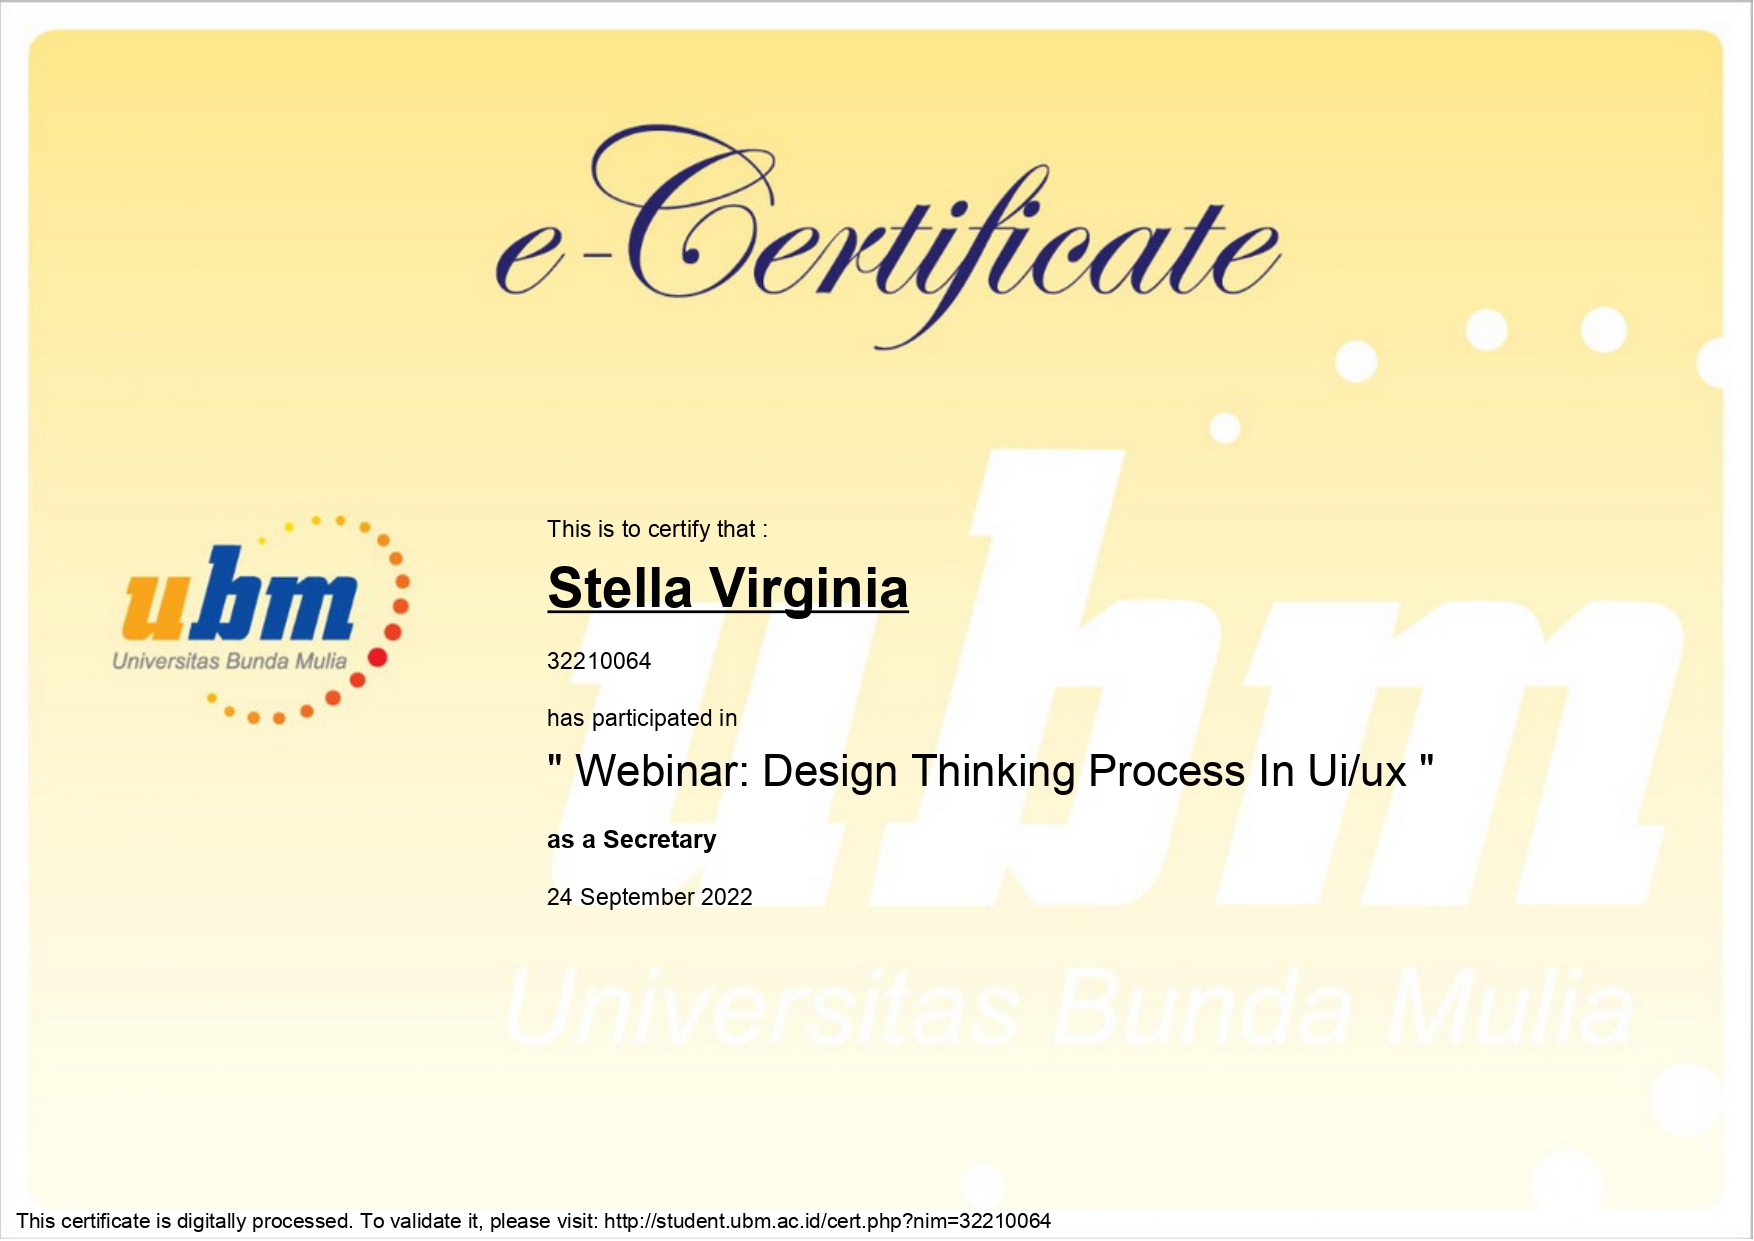 e-Certificate
This is to certify that :
Stella Virginia
32210064
has participated in
" Webinar: Design Thinking Process In Ui/ux "
as a Secretary
24 September 2022
ubm
Universitas Bunda Mulia
ubm
Universitas Bunda Mulia
This certificate is digitally processed. To validate it, please visit: http://student.ubm.ac.id/cert.php?nim=32210064